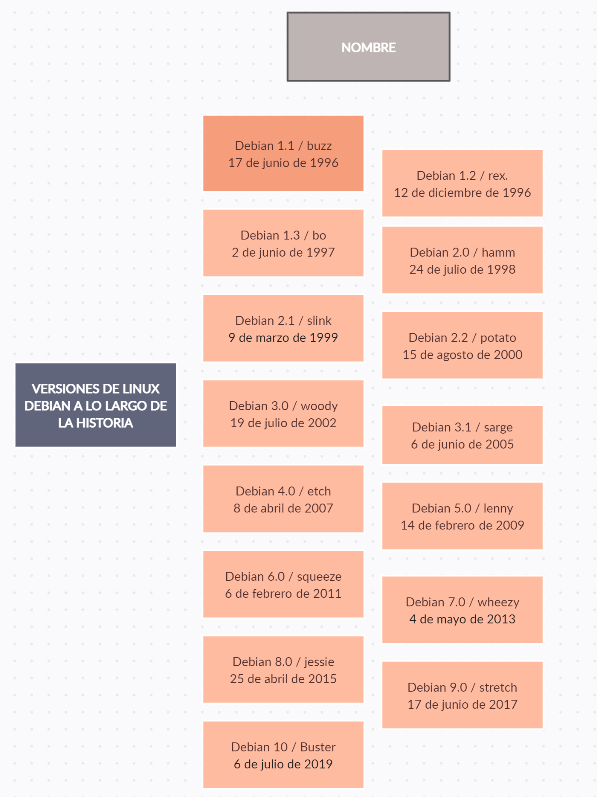 NOMBRE
Debian 1.1 / buzz
17 de junio de 1996
Debian 1.2 / rex.
12 de diciembre de 1996
Debian 1.3 / bo
2 de junio de 1997
Debian 2.0 / hamm
24 de julio de 1998
Debian 2.1 / slink
9 de marzo de 1999
Debian 2.2 / potato
15 de agosto de 2000
VERSIONES DE LINUX
DEBIAN A LO LARGO DE
LA HISTORIA
Debian 3.0 / woody
19 de julio de 2002
Debian 3.1 / sarge
6 de junio de 2005
Debian 4.0 / etch
8 de abril de 2007
Debian 5.0 / lenny
14 de febrero de 2009
Debian 6.0 / squeeze
6 de febrero de 2011
Debian 7.0 / wheezy
4 de mayo de 2013
Debian 8.0 / jessie
25 de abril de 2015
Debian 9.0 / stretch
17 de junio de 2017
Debian 10 / Buster
6 de julio de 2019